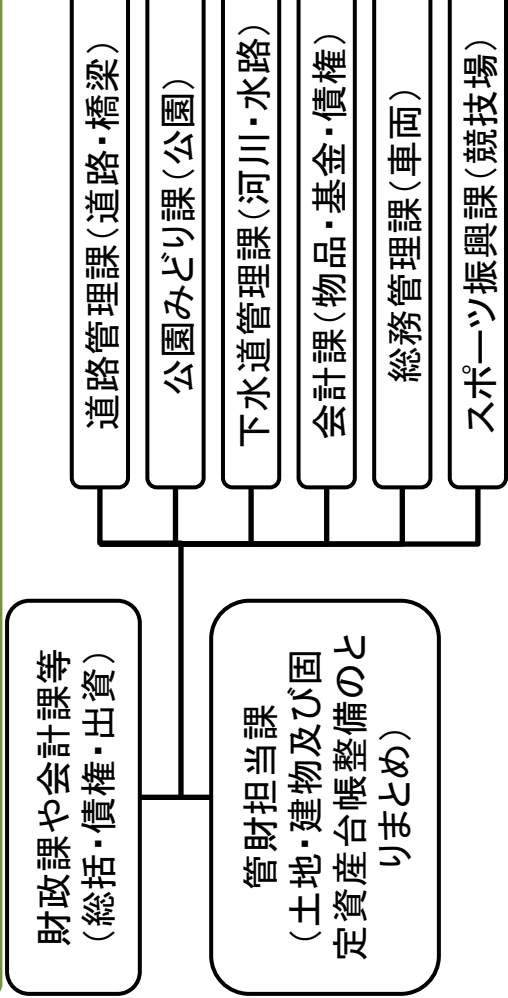 財政課や会計課等
（総括・債権・出資）
管財担当課
（土地・建物及び固
定資産台帳整備のと
りまとめ）
道路管理課（道路・橋梁）
公園みどり課（公園）
下水道管理課（河川・水路）
会計課（物品・基金・債権）
総務管理課（車両）
スポーツ振興課（競技場）